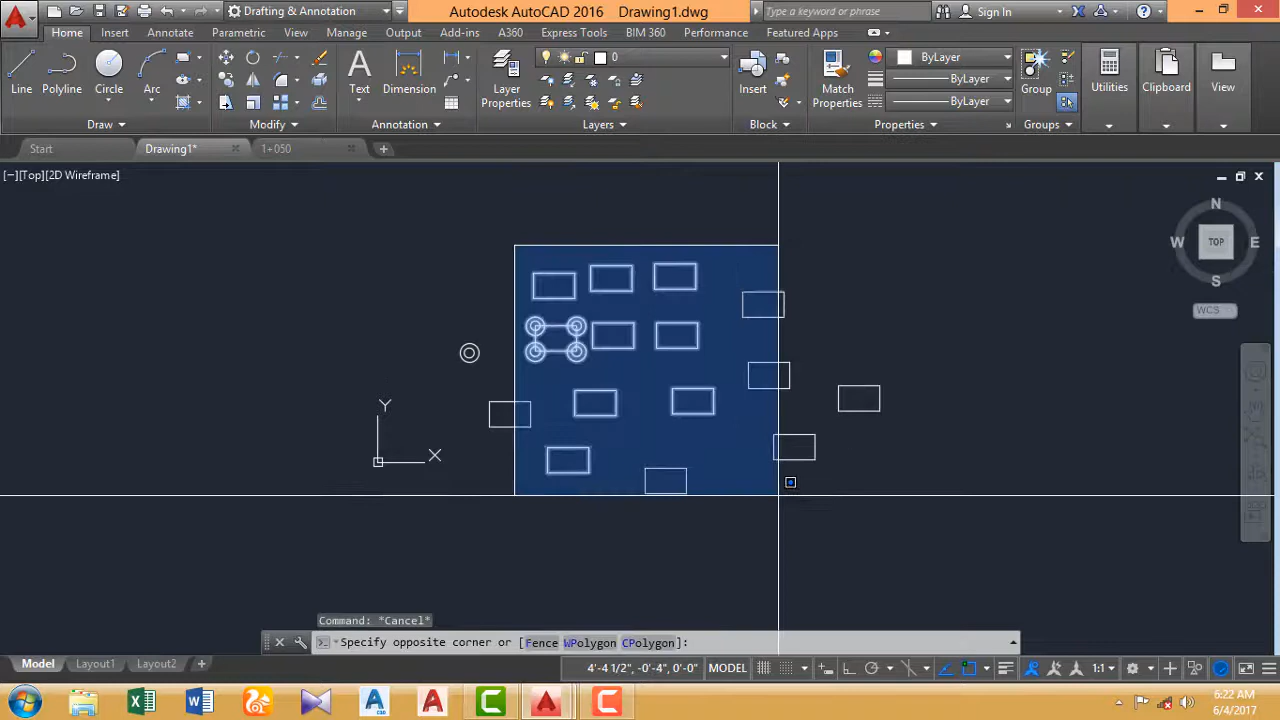 Drafting & Annotation
Autodesk AutoCAD 2016 Drawing1.dwg
Type a keyword or phrase
Sign In
Home Insert Annotate Parametric View Manage Output Add-ins A360 Express Tools BIM 360 Performance Featured Apps
0
ByLayer
ByLayer
ByLayer
Line Polyline Circle Arc Text Dimension Layer Properties Insert Match Properties Group Utilities Clipboard View
Draw Modify Annotation Layers Block Properties Groups
Start Drawing1* 1+050
[−][Top][2D Wireframe]
N
W TOP E
S
WCS
Y
X
Command: *Cancel*
Specify opposite corner or [Fence WPolygon CPolygon]:
Model Layout1 Layout2
4'-4 1/2", -0'-4", 0'-0" MODEL 1:1
6:22 AM
6/4/2017